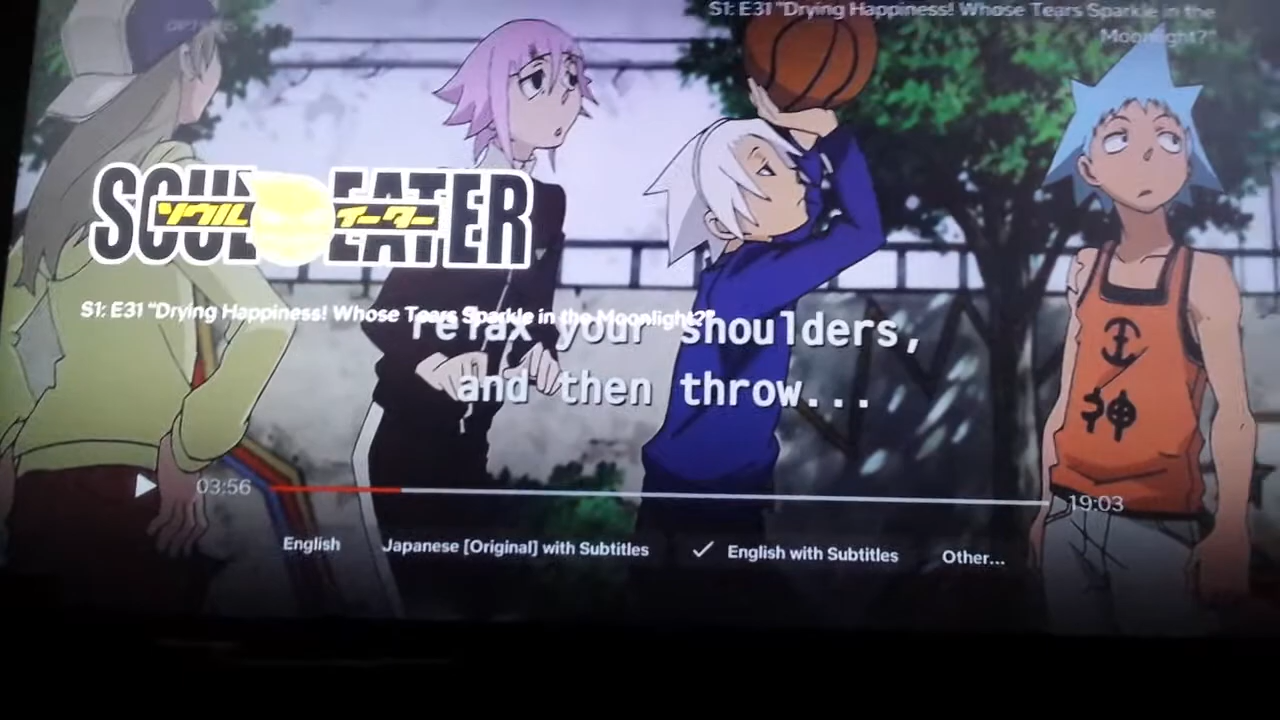 S1: E31 "Drying Happiness! Whose Tears Sparkle in the
Moonlight?"
SOUL EATER
ソウル イーター
S1: E31 "Drying Happiness! Whose Tears Sparkle in the Moonlight?"
relax your shoulders,
and then throw...
神
03:56
19:03
English
Japanese [Original] with Subtitles
✓ English with Subtitles
Other...